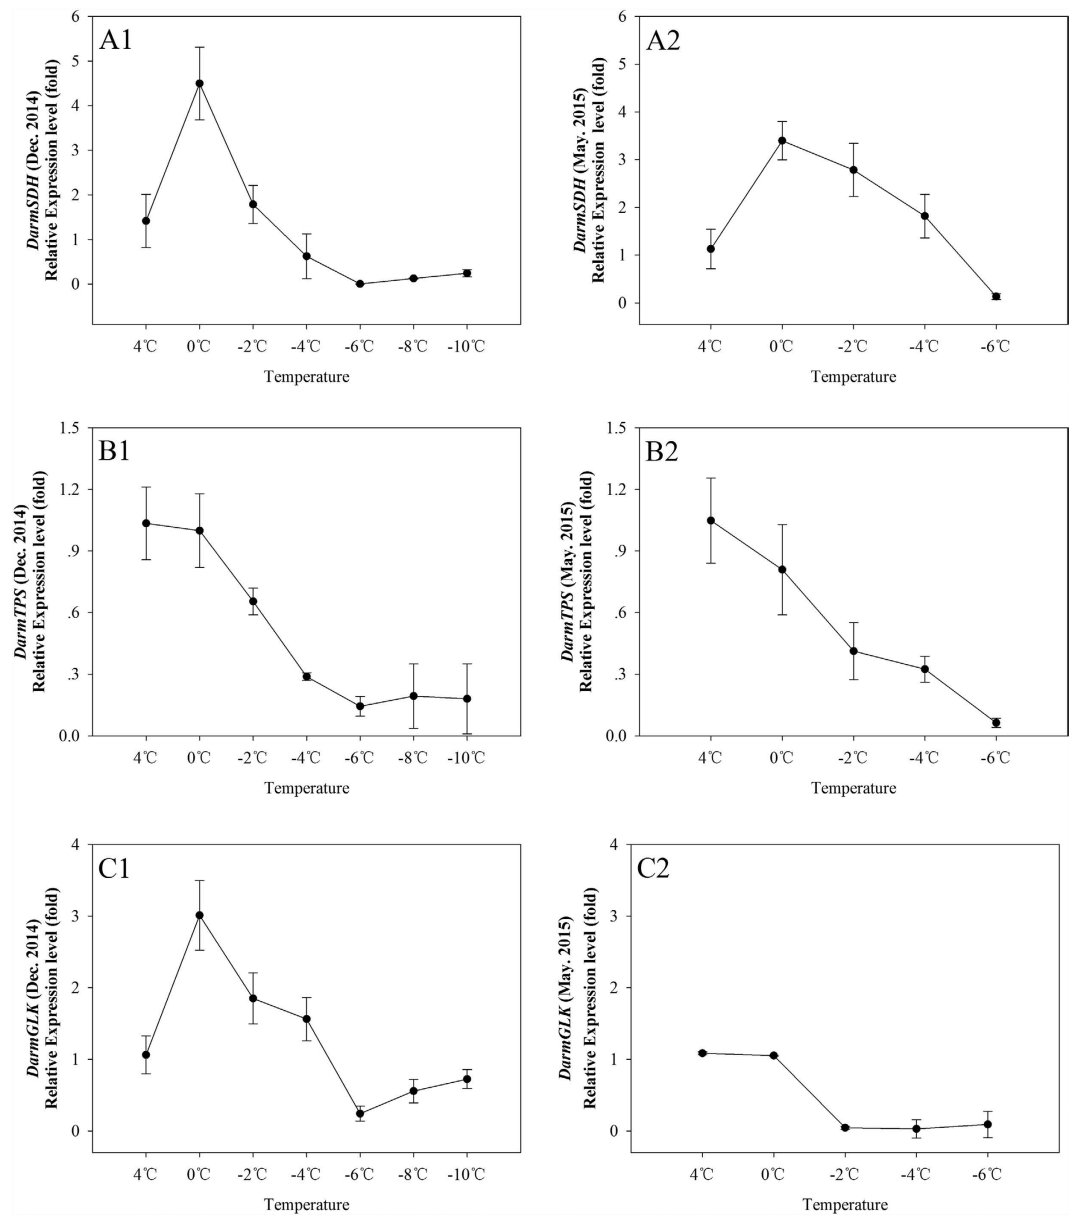 A1
DarmSDH (Dec. 2014)
Relative Expression level (fold)
6
5
4
3
2
1
0
4℃ 0℃ -2℃ -4℃ -6℃ -8℃ -10℃
Temperature
A2
DarmSDH (May. 2015)
Relative Expression level (fold)
6
5
4
3
2
1
0
4℃ 0℃ -2℃ -4℃ -6℃
Temperature
B1
DarmTPS (Dec. 2014)
Relative Expression level (fold)
1.5
1.2
.9
.6
.3
0.0
4℃ 0℃ -2℃ -4℃ -6℃ -8℃ -10℃
Temperature
B2
DarmTPS (May. 2015)
Relative Expression level (fold)
1.5
1.2
.9
.6
.3
0.0
4℃ 0℃ -2℃ -4℃ -6℃
Temperature
C1
DarmGLK (Dec. 2014)
Relative Expression level (fold)
4
3
2
1
0
4℃ 0℃ -2℃ -4℃ -6℃ -8℃ -10℃
Temperature
C2
DarmGLK (May. 2015)
Relative Expression level (fold)
4
3
2
1
0
4℃ 0℃ -2℃ -4℃ -6℃
Temperature